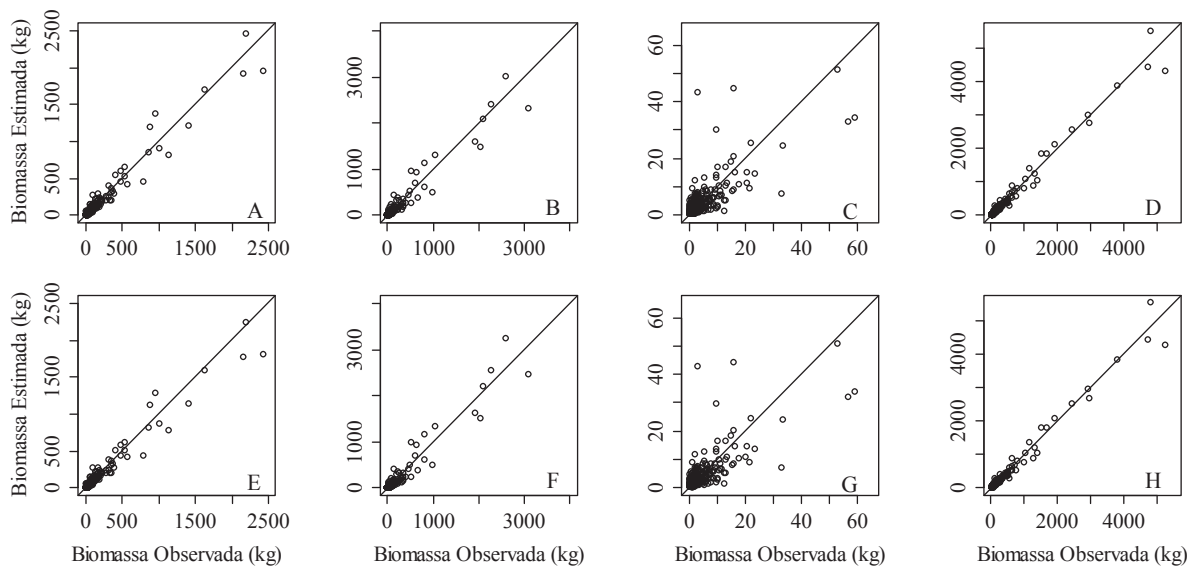 Biomassa Estimada (kg)
2500
1500
500
0
A
0 500 1500 2500
3000
1000
0
B
0 1000 3000
60
40
20
0
C
0 20 40 60
4000
2000
0
D
0 2000 4000
Biomassa Estimada (kg)
2500
1500
500
0
E
0 500 1500 2500
Biomassa Observada (kg)
3000
1000
0
F
0 1000 3000
Biomassa Observada (kg)
60
40
20
0
G
0 20 40 60
Biomassa Observada (kg)
4000
2000
0
H
0 2000 4000
Biomassa Observada (kg)